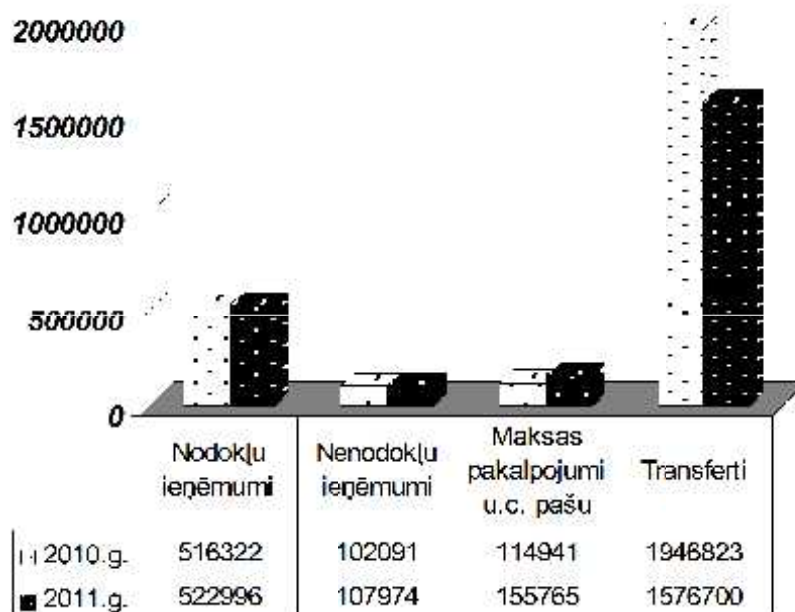 2000000
1500000
1000000
500000
0
Nodokļu ieņēmumi
Nenodokļu ieņēmumi
Maksas pakalpojumi u.c. pašu
Transferti
2010.g. 516322 102091 114941 1946823
2011.g. 522996 107974 155765 1576700